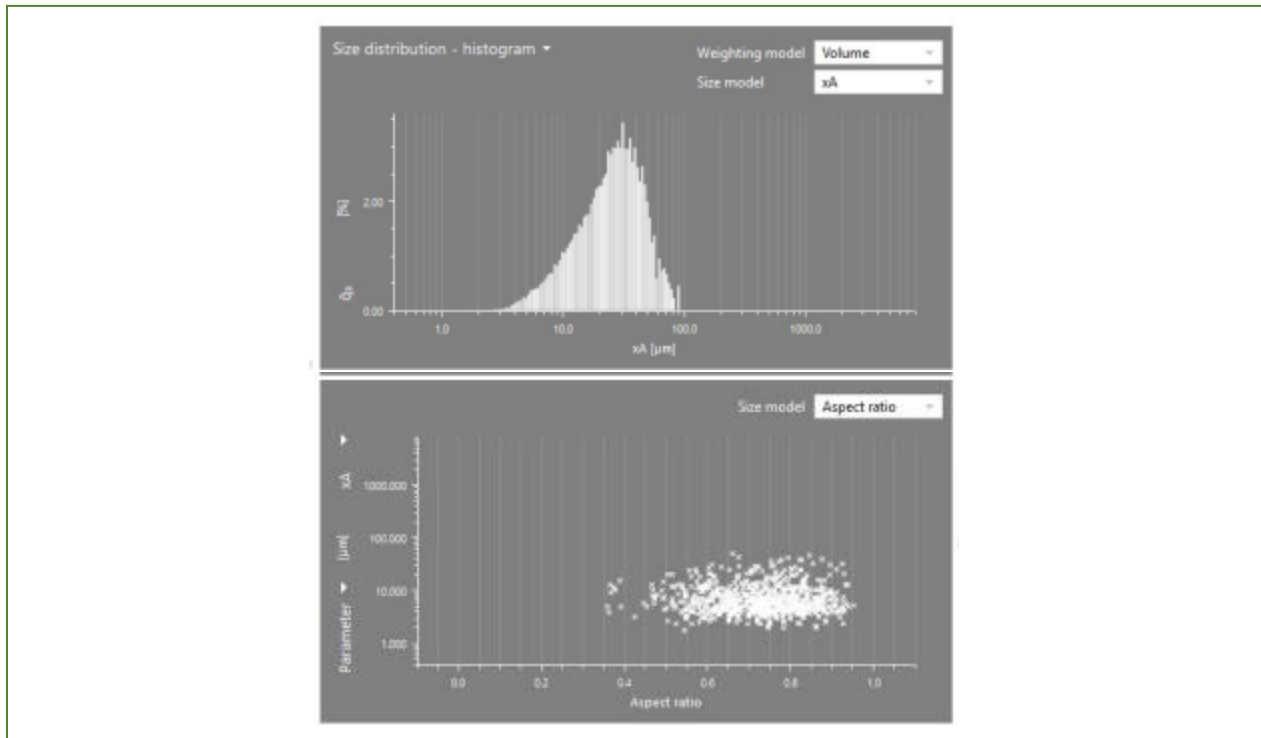 Size distribution - histogram
Weighting model Volume
Size model xA
[%]
2.00
0.00
1.0 10.0 100.0 1000.0
xA [µm]
Size model Aspect ratio
xA
[µm]
Parameter
1000.000
100.000
10.000
1.000
0.0 0.2 0.4 0.6 0.8 1.0
Aspect ratio